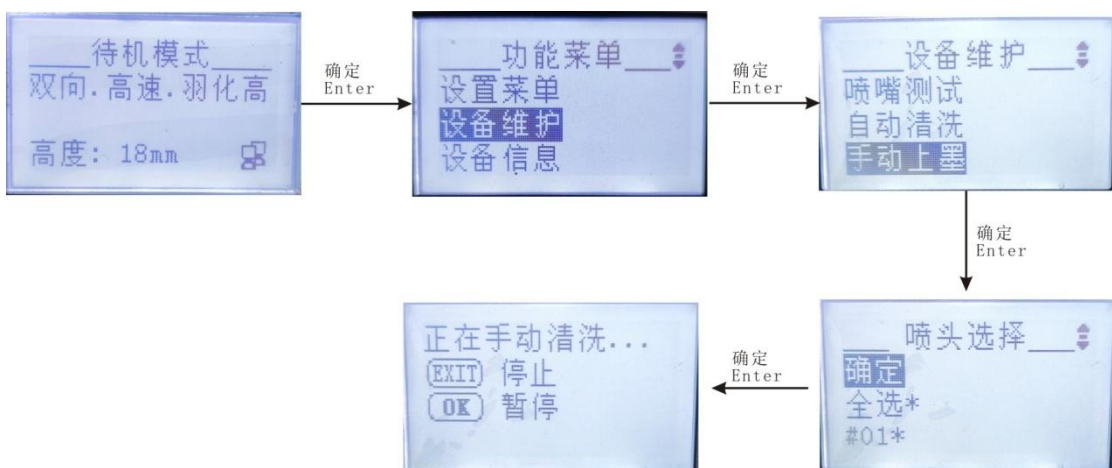 待机模式
双向.高速.羽化高
高度: 18mm
确定
Enter
功能菜单
设置菜单
设备维护
设备信息
确定
Enter
设备维护
喷嘴测试
自动清洗
手动上墨
确定
Enter
喷头选择
确定
全选*
#01*
确定
Enter
正在手动清洗...
EXIT 停止
OK 暂停